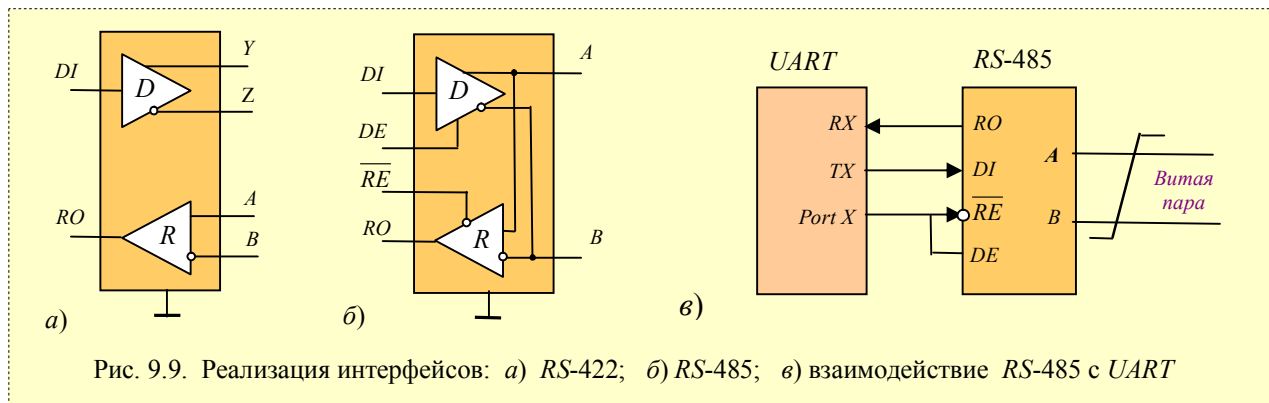 DI
D
Y
Z
RO
R
A
B
а)
DI
D
A
DE
RE
RO
R
B
б)
UART
RS-485
RX
RO
TX
DI
A
Port X
RE
B
DE
Витая
пара
в)
Рис. 9.9. Реализация интерфейсов: а) RS-422; б) RS-485; в) взаимодействие RS-485 с UART